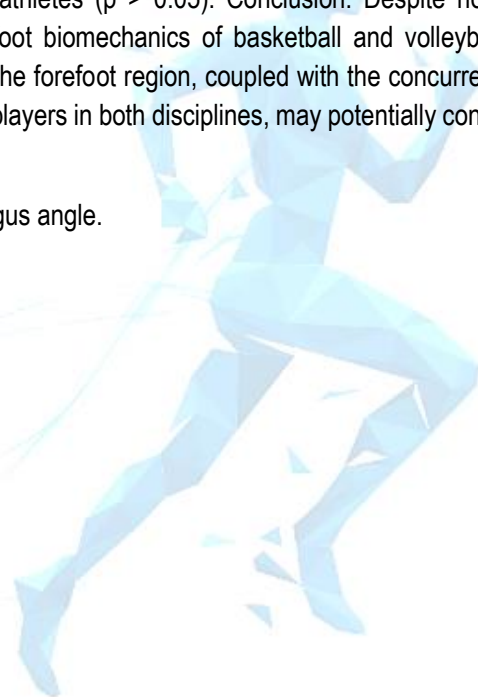 athletes (p > 0.05). Conclusion: Despite no
oot biomechanics of basketball and volleyb
he forefoot region, coupled with the concurre
players in both disciplines, may potentially con
gus angle.